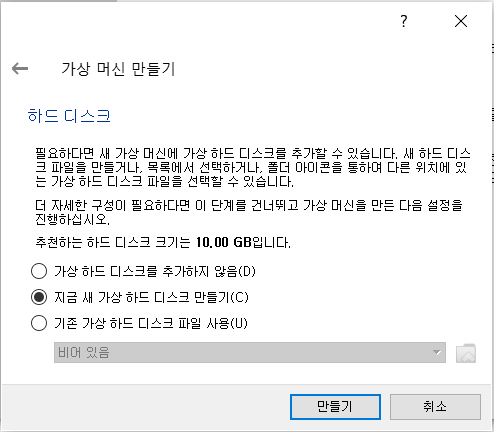 ?
가상 머신 만들기
하드 디스크
필요하다면 새 가상 머신에 가상 하드 디스크를 추가할 수 있습니다. 새 하드 디스
크 파일을 만들거나, 목록에서 선택하거나, 폴더 아이콘을 통하여 다른 위치에 있
는 가상 하드 디스크 파일을 선택할 수 있습니다.
더 자세한 구성이 필요하다면 이 단계를 건너뛰고 가상 머신을 만든 다음 설정을
진행하십시오.
추천하는 하드 디스크 크기는 10.00 GB입니다.
가상 하드 디스크를 추가하지 않음(D)
지금 새 가상 하드 디스크 만들기(C)
기존 가상 하드 디스크 파일 사용(U)
비어 있음
만들기 취소